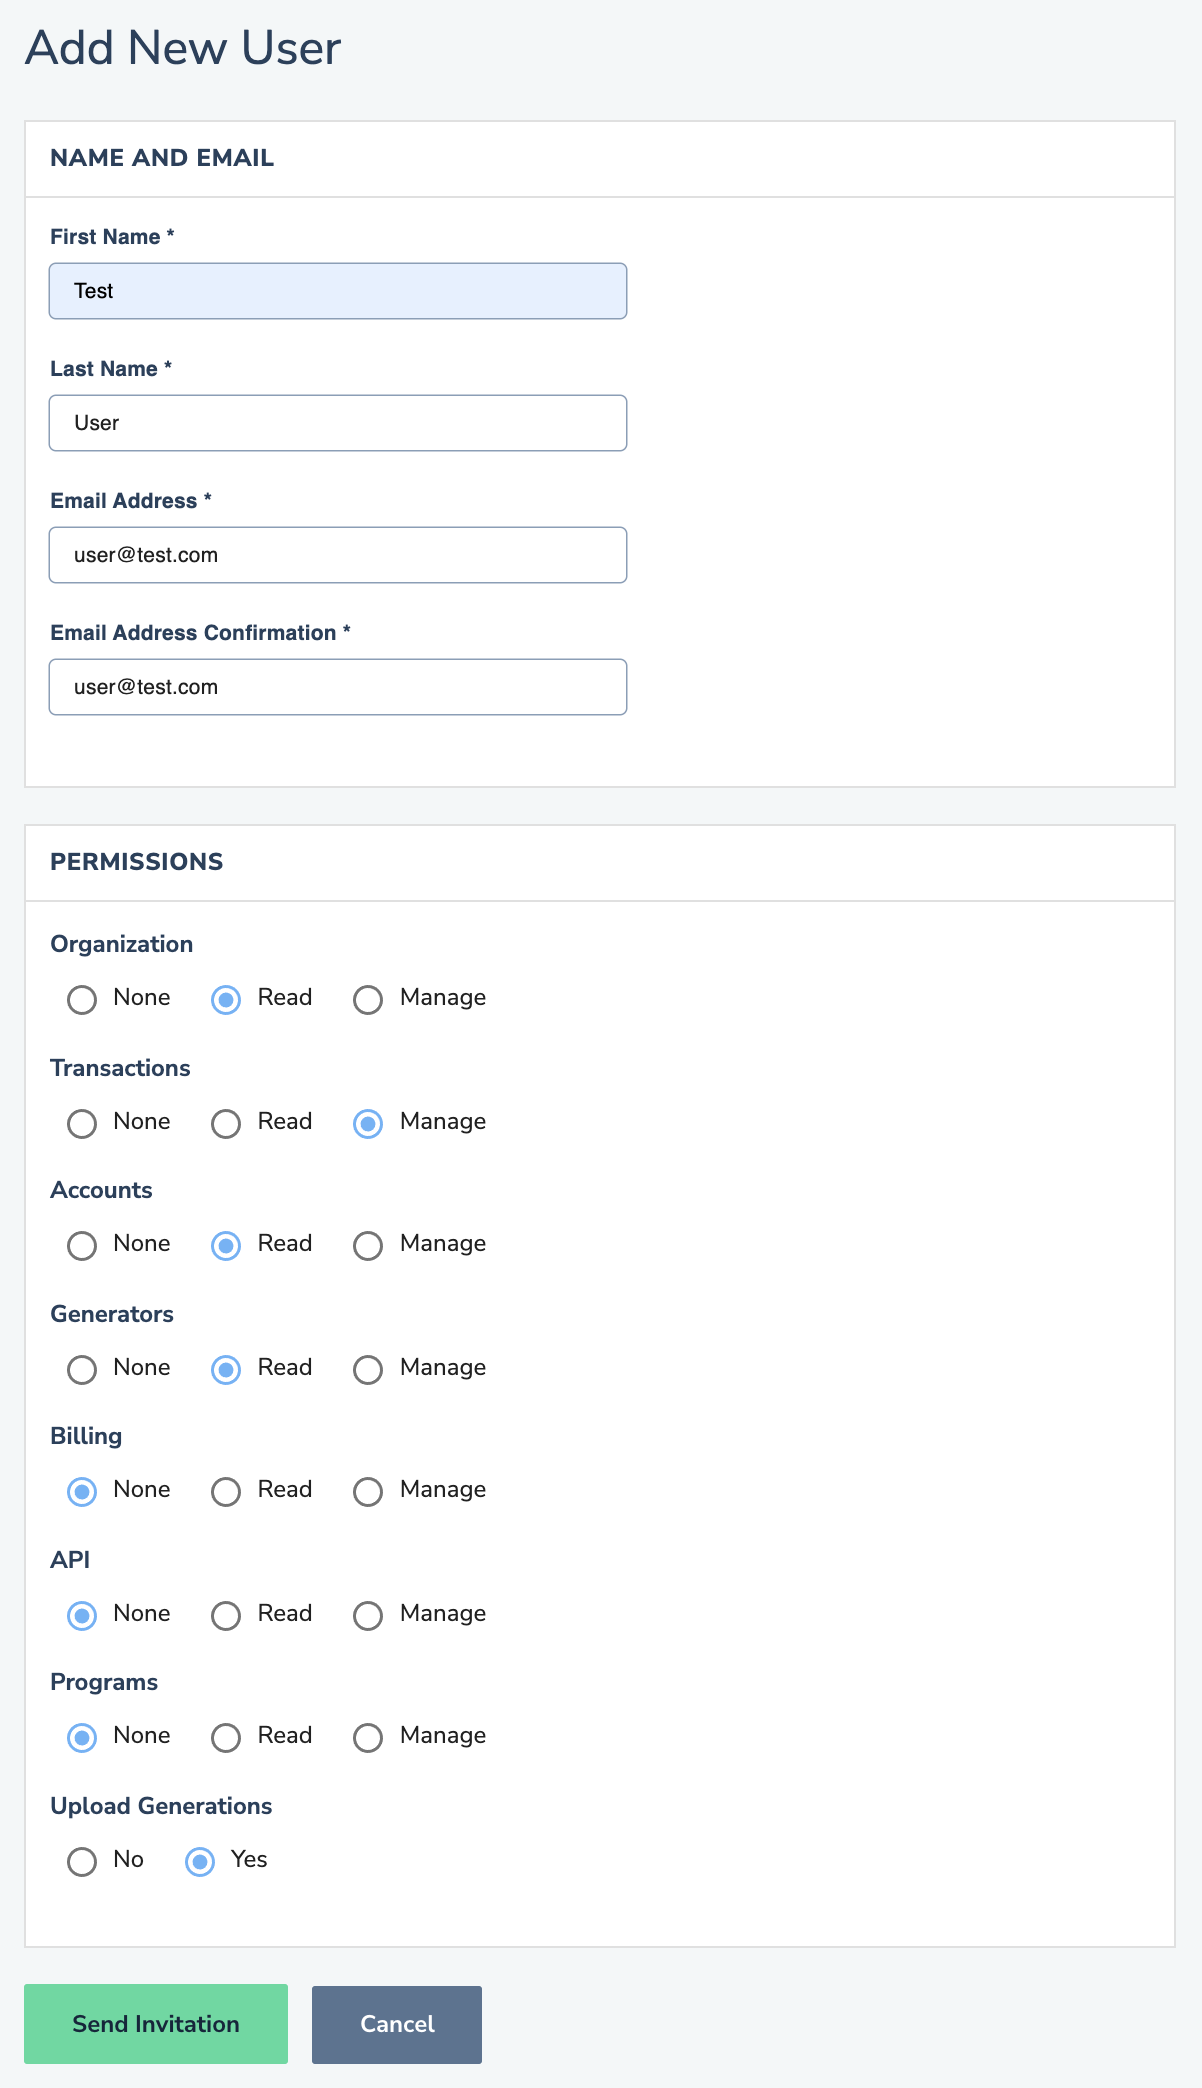 Add New User
NAME AND EMAIL
First Name *
Test
Last Name *
User
Email Address *
user@test.com
Email Address Confirmation *
user@test.com
PERMISSIONS
Organization
None Read Manage
Transactions
None Read Manage
Accounts
None Read Manage
Generators
None Read Manage
Billing
None Read Manage
API
None Read Manage
Programs
None Read Manage
Upload Generations
No Yes
Send Invitation Cancel